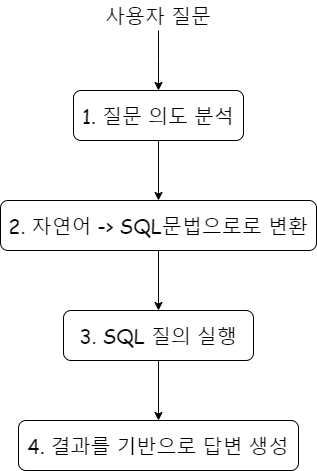 사용자 질문
1. 질문 의도 분석
2. 자연어 -> SQL문법으로로 변환
3. SQL 질의 실행
4. 결과를 기반으로 답변 생성